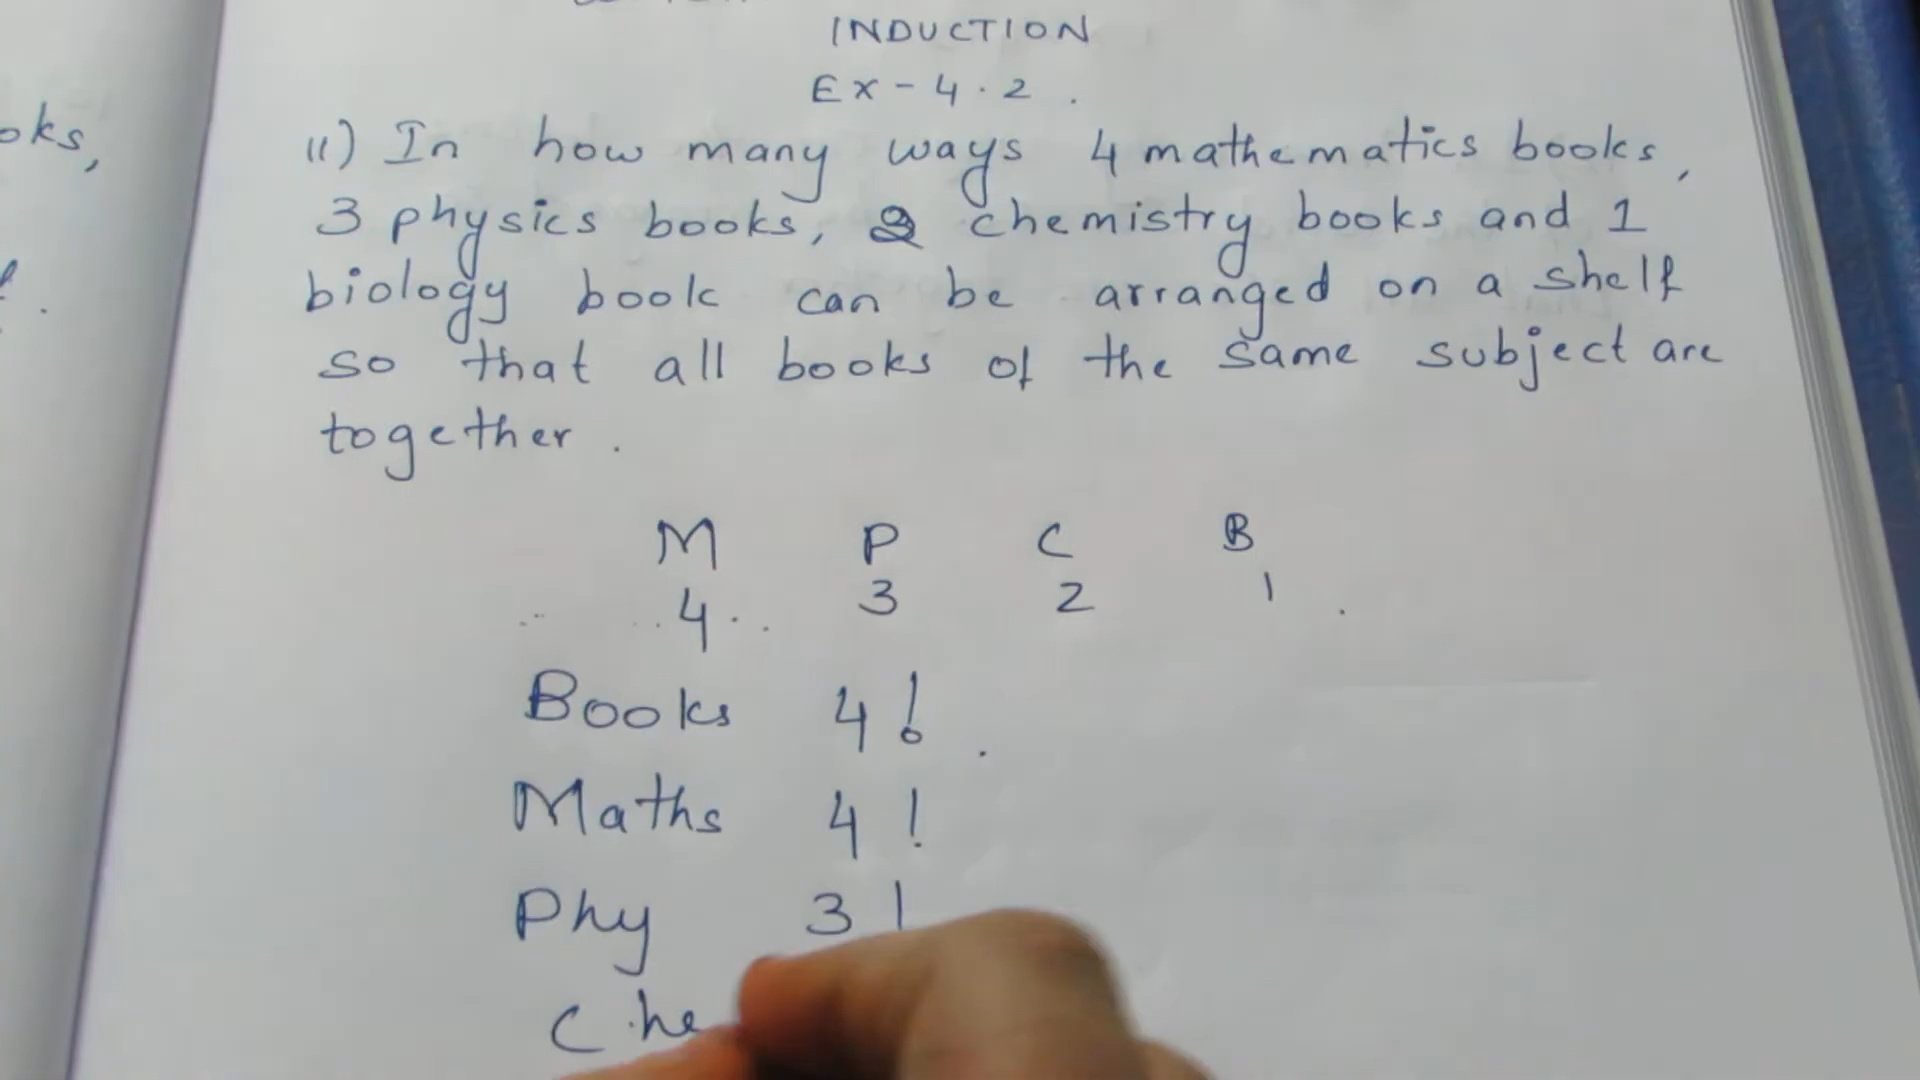 oks,
INDUCTION
Ex - 4.2.
11) In how many ways 4 mathematics books,
3 physics books, 2 chemistry books and 1
biology book can be arranged on a shelf
so that all books of the same subject are
together.
M P C B
4 3 2 1
Books 4!
Maths 4!
Phy 3!
Che